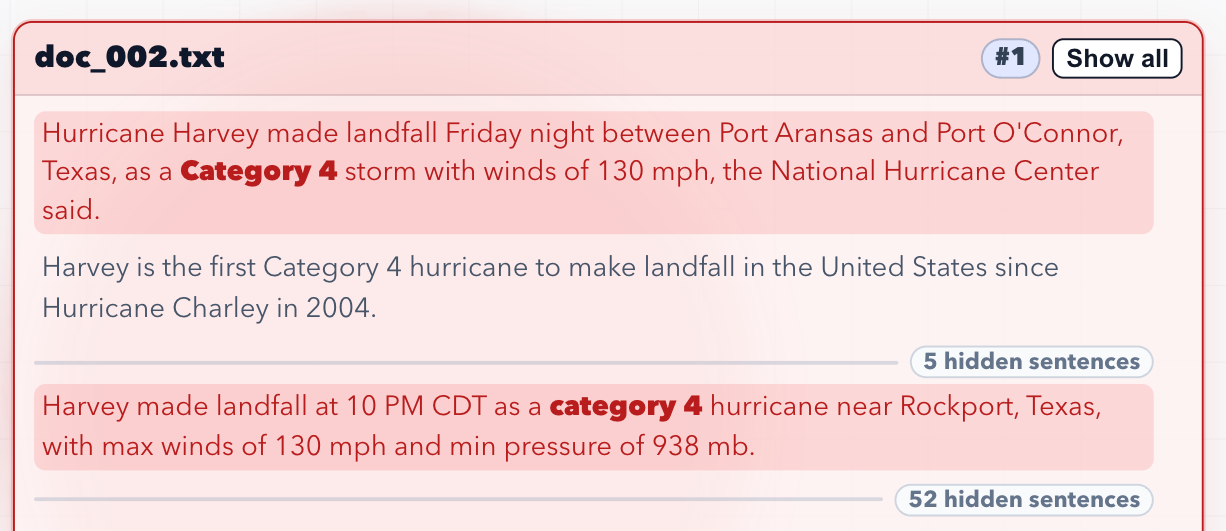 doc_002.txt
#1
Show all
Hurricane Harvey made landfall Friday night between Port Aransas and Port O'Connor,
Texas, as a Category 4 storm with winds of 130 mph, the National Hurricane Center
said.
Harvey is the first Category 4 hurricane to make landfall in the United States since
Hurricane Charley in 2004.
5 hidden sentences
Harvey made landfall at 10 PM CDT as a category 4 hurricane near Rockport, Texas,
with max winds of 130 mph and min pressure of 938 mb.
52 hidden sentences